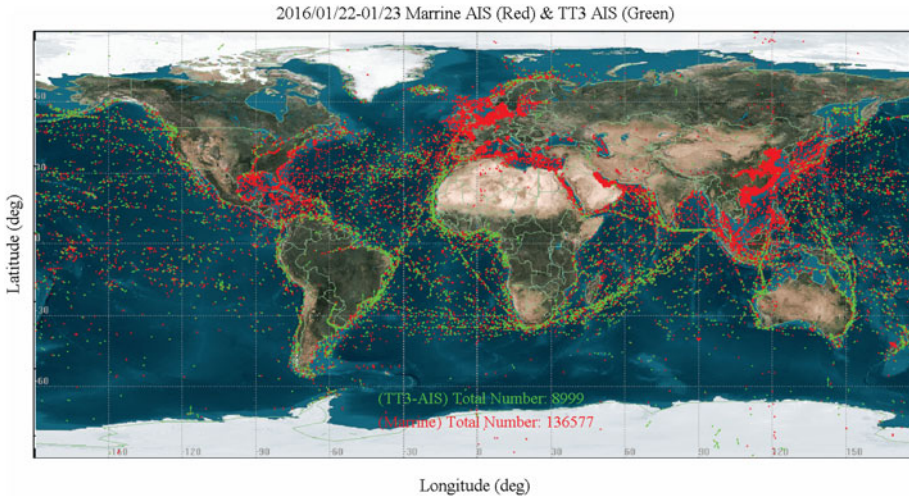 2016/01/22-01/23 Marrine AIS (Red) & TT3 AIS (Green)
Latitude (deg)
30
0
-30
-60
(TT3-AIS) Total Number: 8999
(Marrine) Total Number: 136577
-150 -120 -90 -60 -30 0 30 60 90 120 150
Longitude (deg)